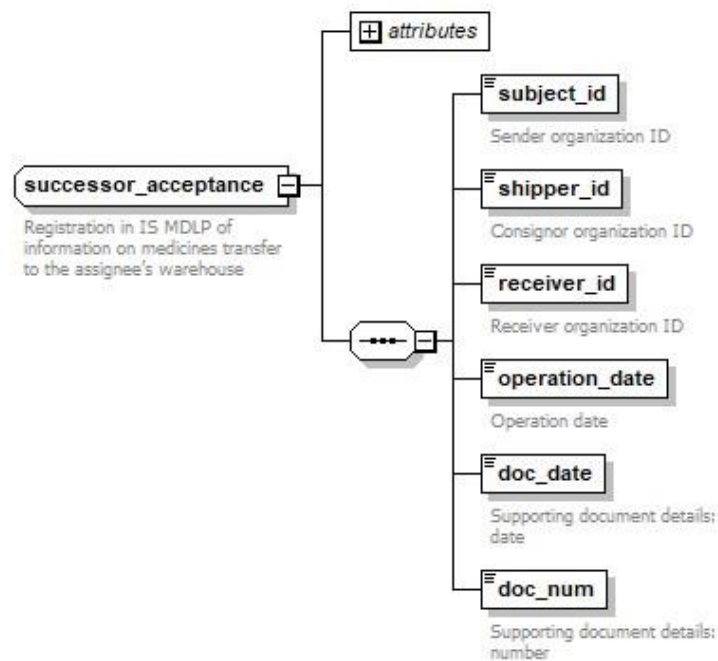 attributes
subject_id
Sender organization ID
successor_acceptance
Registration in IS MDLP of
information on medicines transfer
to the assignee's warehouse
shipper_id
Consignor organization ID
receiver_id
Receiver organization ID
operation_date
Operation date
doc_date
Supporting document details:
date
doc_num
Supporting document details:
number